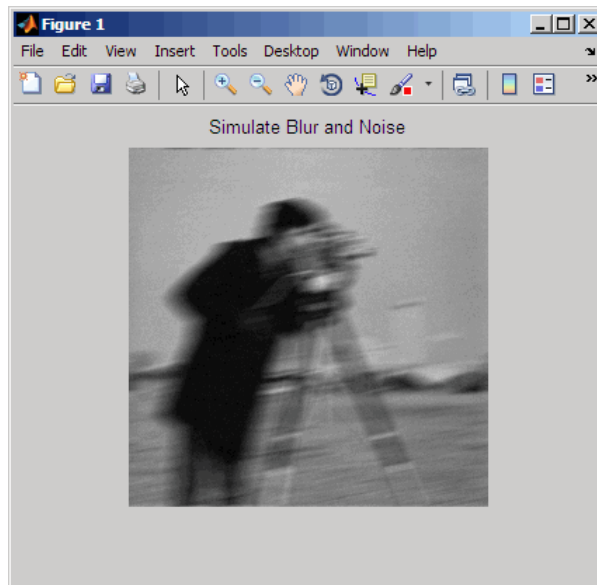 Figure 1
File Edit View Insert Tools Desktop Window Help
Simulate Blur and Noise